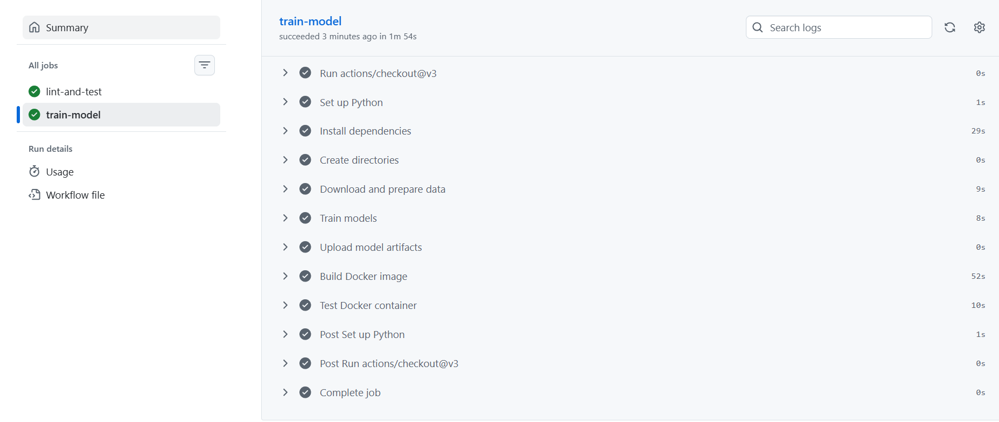 Summary
All jobs
lint-and-test
train-model
Run details
Usage
Workflow file
train-model
succeeded 3 minutes ago in 1m 54s
Search logs
Run actions/checkout@v3 0s
Set up Python 1s
Install dependencies 29s
Create directories 0s
Download and prepare data 9s
Train models 8s
Upload model artifacts 0s
Build Docker image 52s
Test Docker container 10s
Post Set up Python 1s
Post Run actions/checkout@v3 0s
Complete job 0s